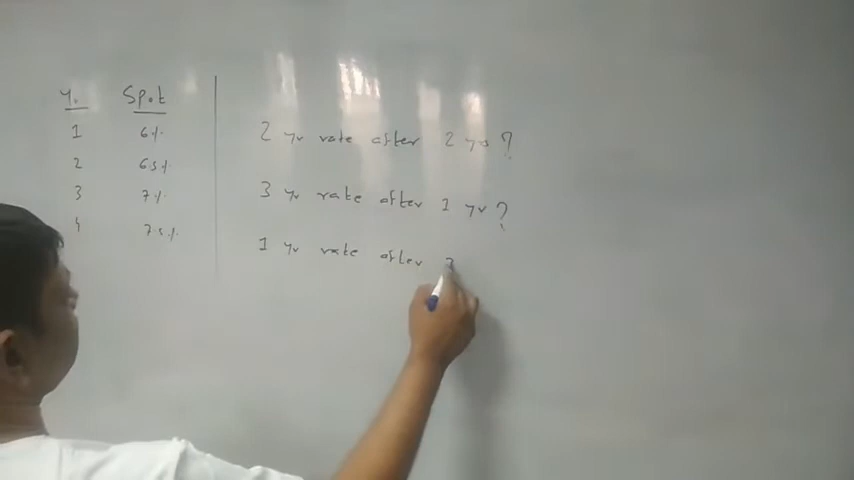 Y. Spot
1 6%
2 6.5%
3 7%
4 7.5%
2 yr rate after 2 yrs ?
3 yr rate after 1 yr ?
1 yr rate after 3